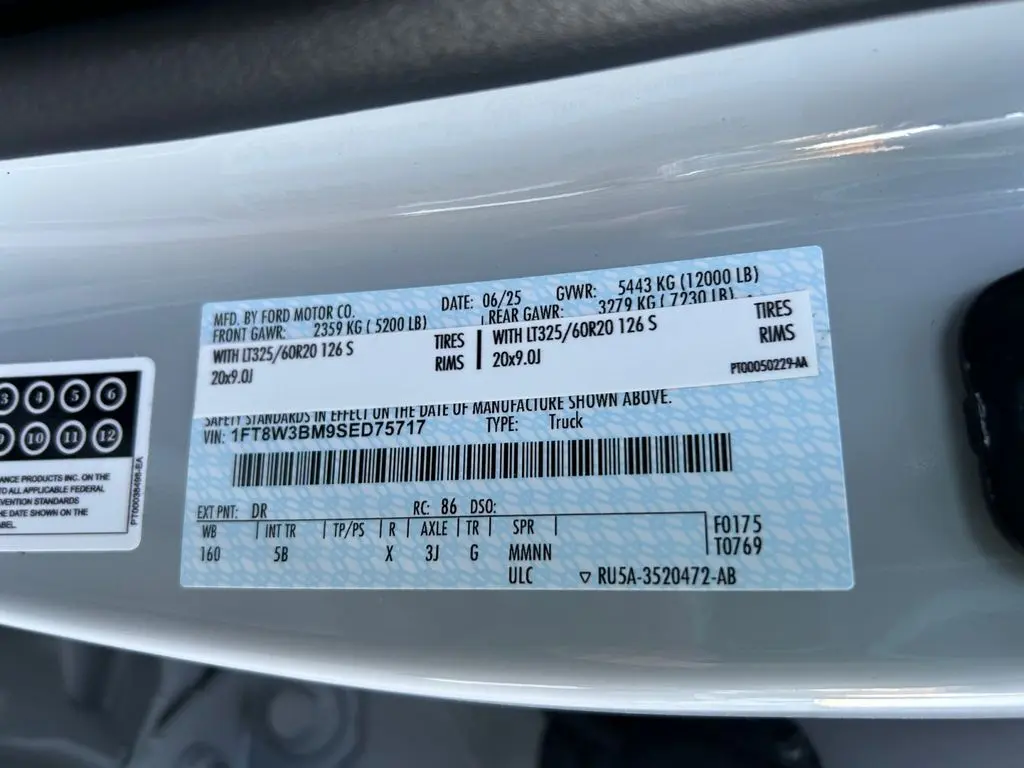 MFD. BY FORD MOTOR CO.
DATE: 06/25
GVWR: 5443 KG (12000 LB)
FRONT GAWR: 2359 KG ( 5200 LB)
REAR GAWR: 3279 KG ( 7230 LB)
WITH LT325/60R20 126 S TIRES
20x9.0J RIMS
WITH LT325/60R20 126 S TIRES
20x9.0J RIMS
PT00050229-AA
SAFETY STANDARDS IN EFFECT ON THE DATE OF MANUFACTURE SHOWN ABOVE.
VIN: 1FT8W3BM9SED75717
TYPE: Truck
EXT PNT: DR RC: 86 DSO:
WB INT TR TP/PS R AXLE TR SPR F0175
160 5B X 3J G MMNN T0769
ULC ▽ RU5A-3520472-AB
3 4 5 6
9 10 11 12
ANCE PRODUCTS INC. ON THE
TO ALL APPLICABLE FEDERAL
VENTION STANDARDS
E DATE SHOWN ON THE
ABEL.
PT00038498-EA